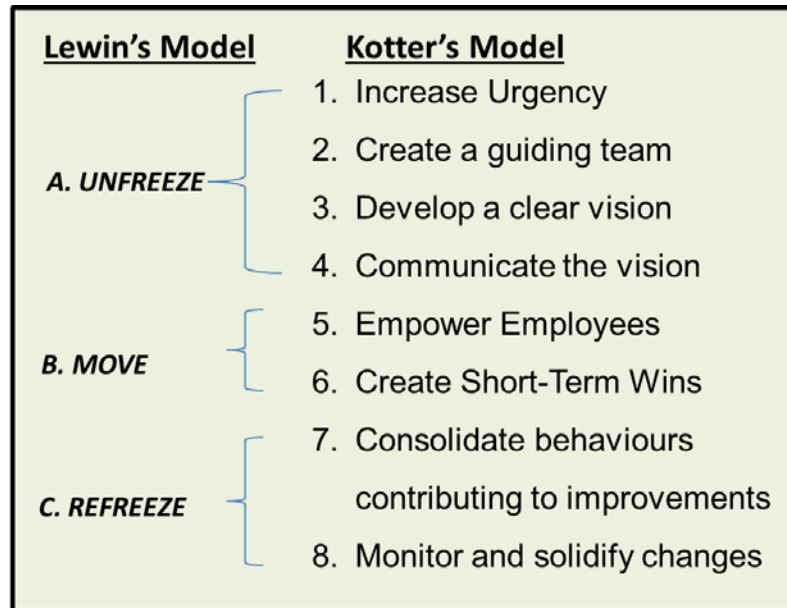 Lewin's Model Kotter's Model
1. Increase Urgency
2. Create a guiding team
A. UNFREEZE
3. Develop a clear vision
4. Communicate the vision
5. Empower Employees
B. MOVE
6. Create Short-Term Wins
7. Consolidate behaviours
contributing to improvements
C. REFREEZE
8. Monitor and solidify changes